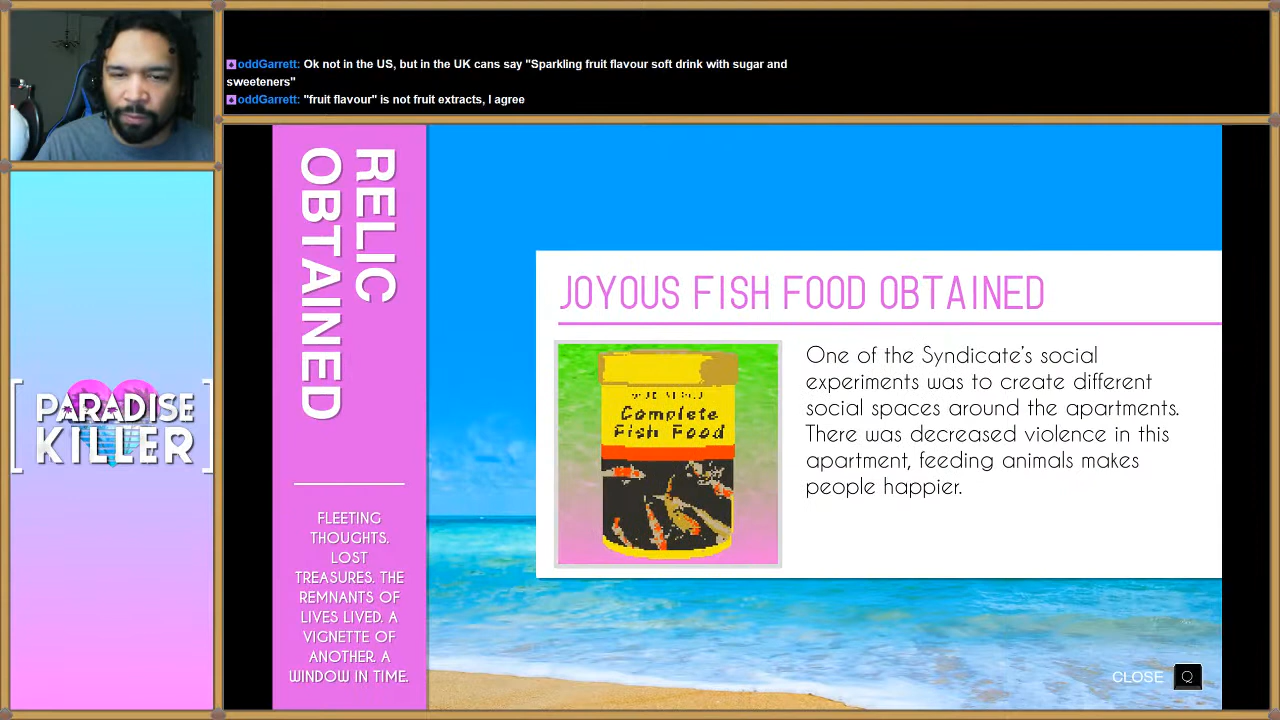 oddGarrett: Ok not in the US, but in the UK cans say "Sparkling fruit flavour soft drink with sugar and
sweeteners"
oddGarrett: "fruit flavour" is not fruit extracts, I agree
RELIC
OBTAINED
FLEETING
THOUGHTS.
LOST
TREASURES. THE
REMNANTS OF
LIVES LIVED. A
VIGNETTE OF
ANOTHER. A
WINDOW IN TIME.
JOYOUS FISH FOOD OBTAINED
Complete
Fish Food
One of the Syndicate's social
experiments was to create different
social spaces around the apartments.
There was decreased violence in this
apartment, feeding animals makes
people happier.
[PARADISE
KILLER]
CLOSE Q